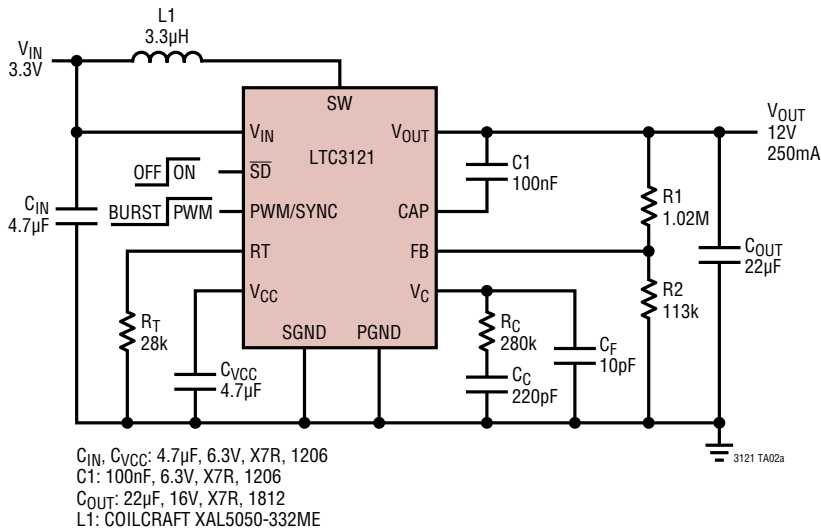 L1
3.3µH
VIN
3.3V
SW
VIN
VOUT
LTC3121
VOUT
12V
250mA
OFF ON
SD
C1
100nF
R1
1.02M
CIN
4.7µF
BURST PWM
PWM/SYNC
CAP
RT
FB
COUT
22µF
VCC
VC
R2
113k
RT
28k
SGND
PGND
RC
280k
CF
10pF
CVCC
4.7µF
CC
220pF
3121 TA02a
CIN, CVCC: 4.7µF, 6.3V, X7R, 1206
C1: 100nF, 6.3V, X7R, 1206
COUT: 22µF, 16V, X7R, 1812
L1: COILCRAFT XAL5050-332ME